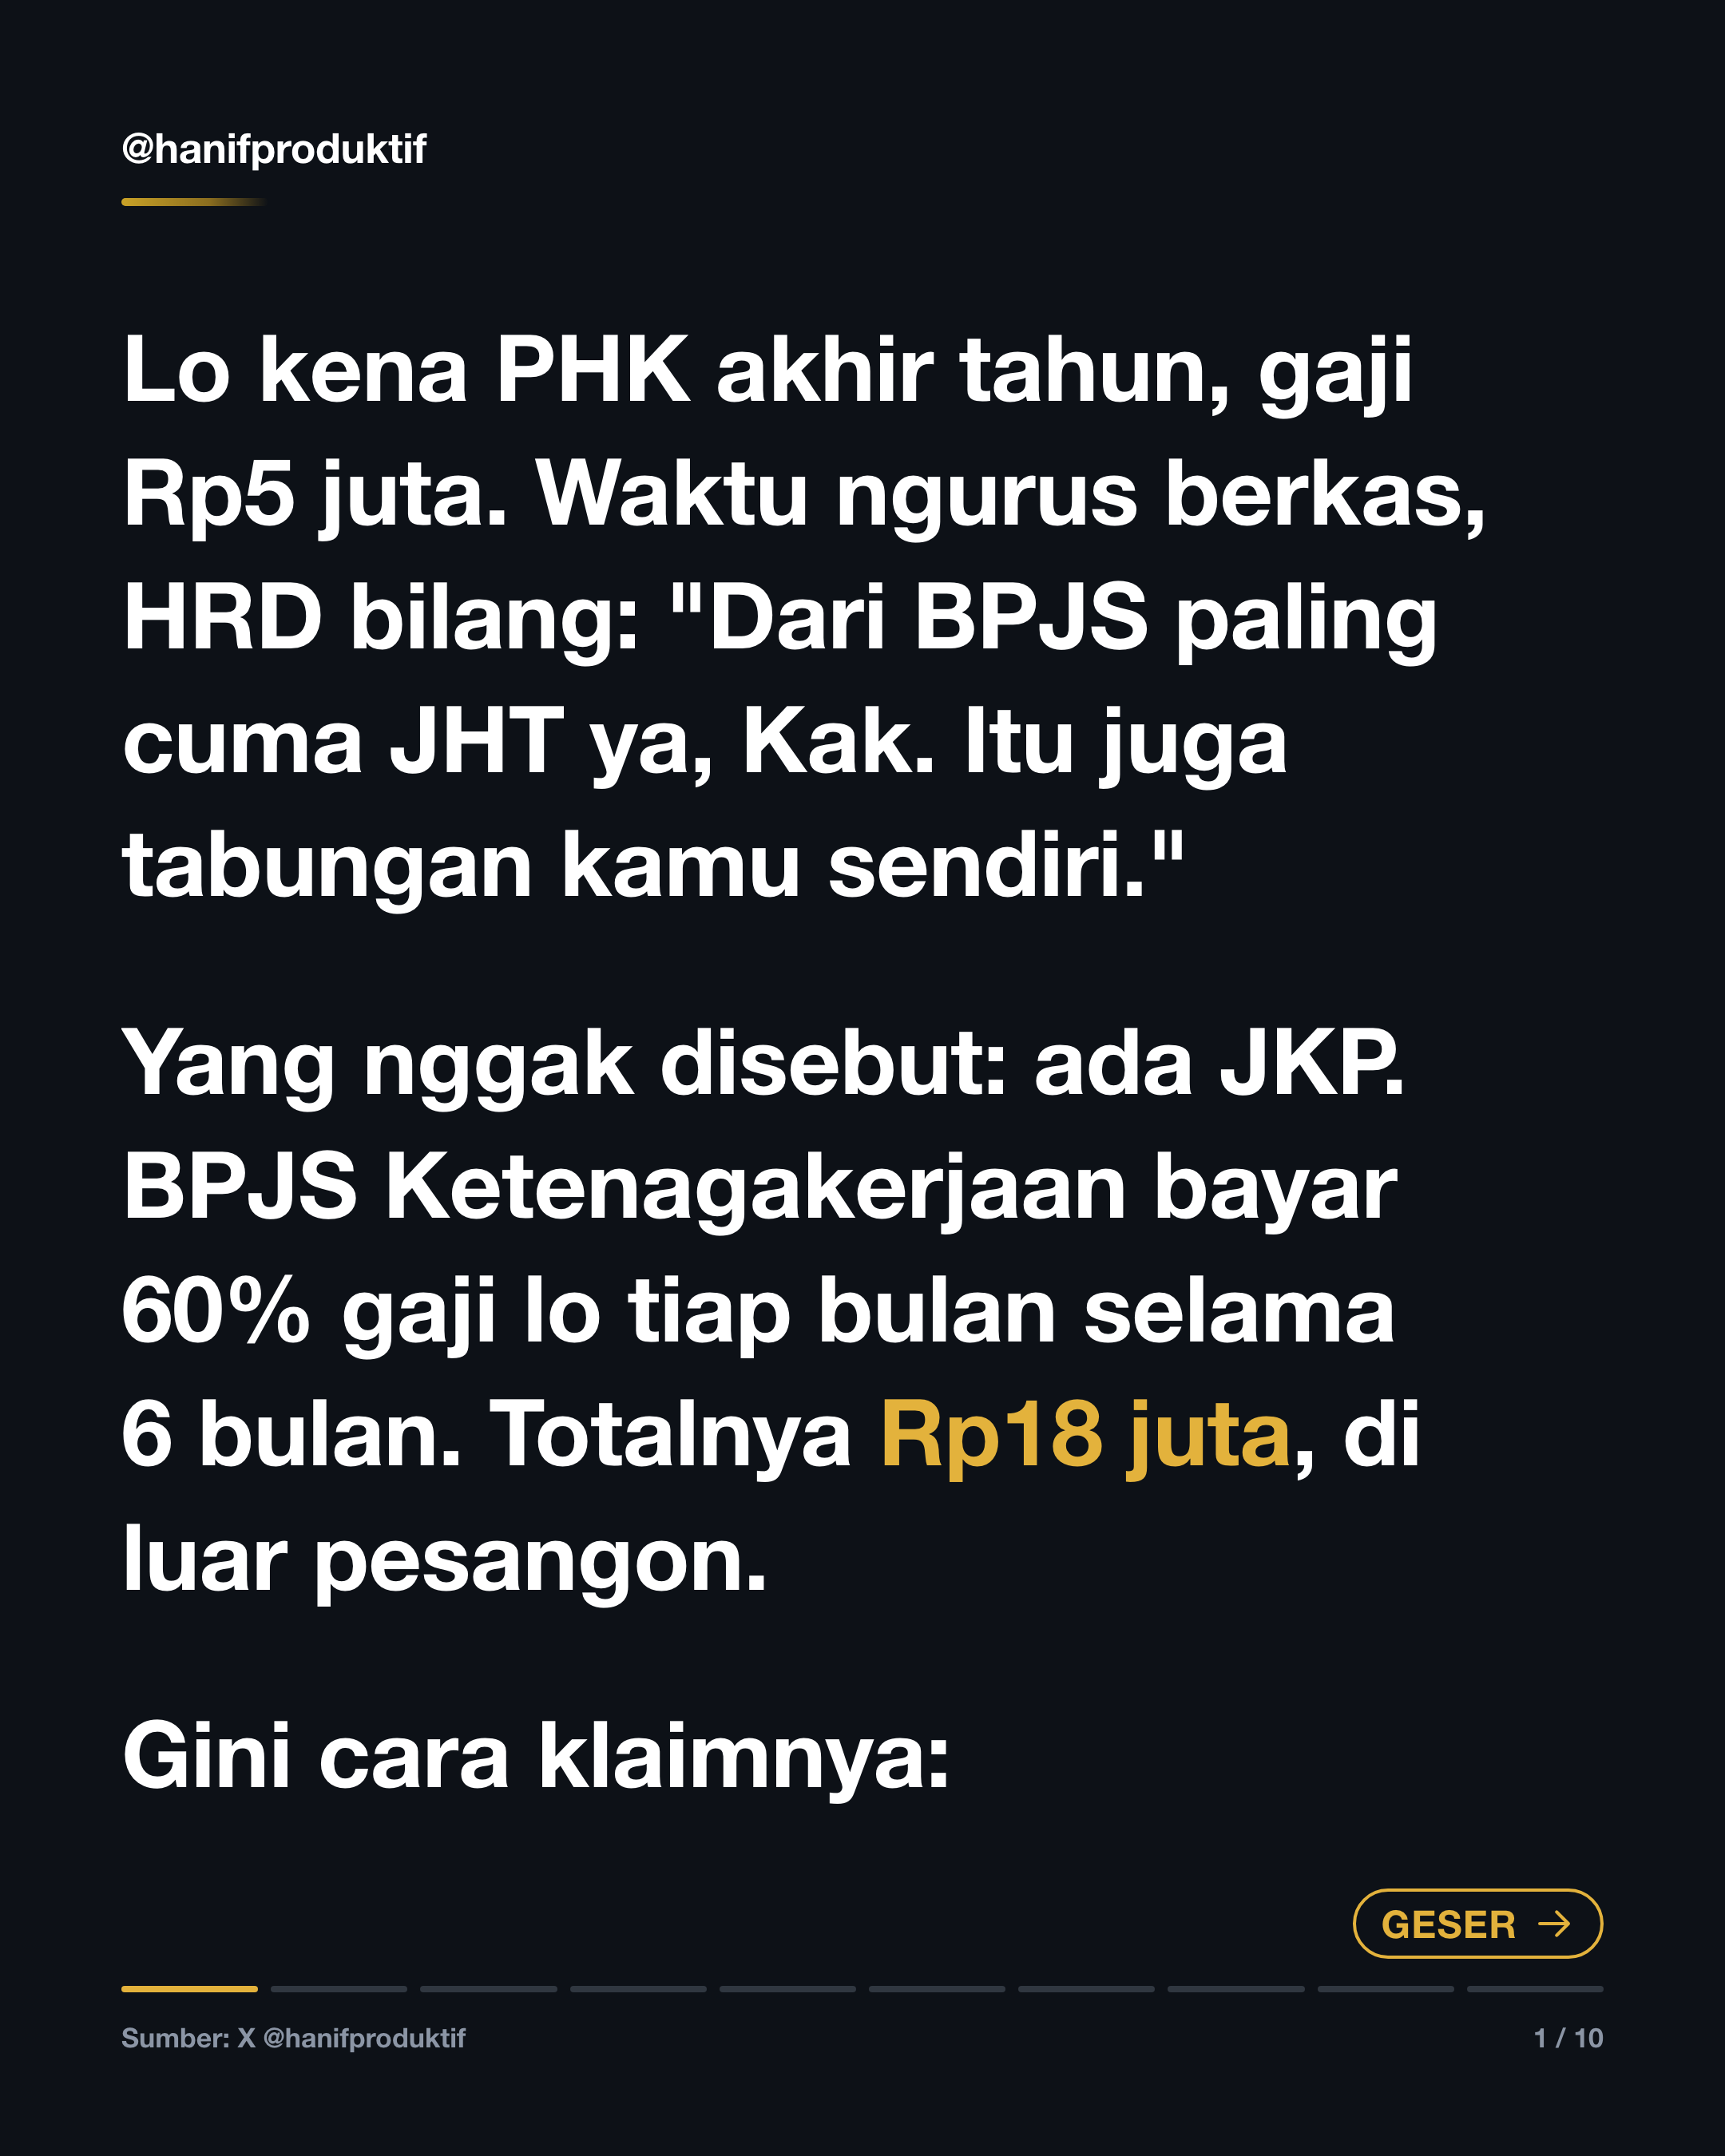 @hanifproduktif
Lo kena PHK akhir tahun, gaji
Rp5 juta. Waktu ngurus berkas,
HRD bilang: "Dari BPJS paling
cuma JHT ya, Kak. Itu juga
tabungan kamu sendiri."
Yang nggak disebut: ada JKP.
BPJS Ketenagakerjaan bayar
60% gaji lo tiap bulan selama
6 bulan. Totalnya Rp18 juta, di
luar pesangon.
Gini cara klaimnya:
GESER →
Sumber: X @hanifproduktif
1 / 10